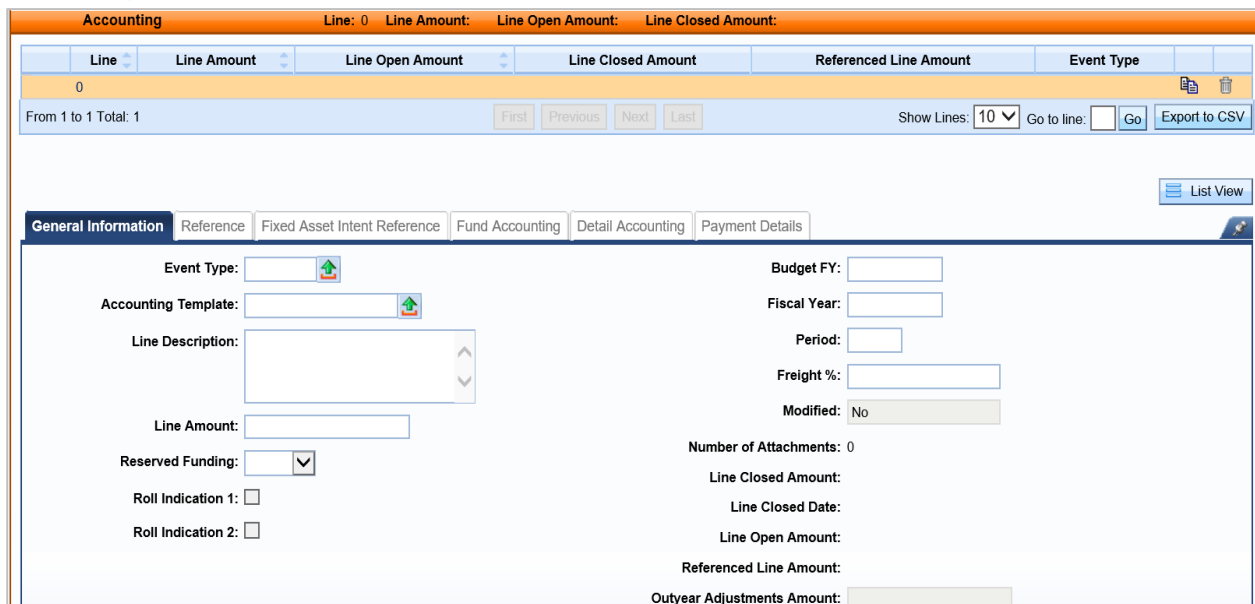 Accounting Line: 0 Line Amount: Line Open Amount: Line Closed Amount:
Line Line Amount Line Open Amount Line Closed Amount Referenced Line Amount Event Type
0
From 1 to 1 Total: 1 First Previous Next Last Show Lines: 10 Go to line: Go Export to CSV
List View
General Information Reference Fixed Asset Intent Reference Fund Accounting Detail Accounting Payment Details
Event Type: Budget FY:
Accounting Template: Fiscal Year:
Line Description: Period:
Freight %:
Modified: No
Line Amount:
Number of Attachments: 0
Reserved Funding:
Line Closed Amount:
Roll Indication 1:
Line Closed Date:
Roll Indication 2:
Line Open Amount:
Referenced Line Amount:
Outyear Adjustments Amount: